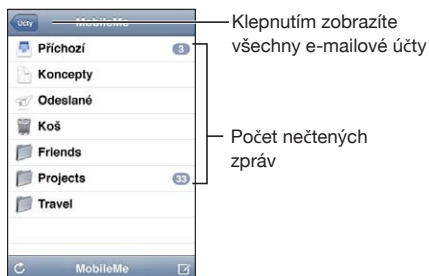 Účty MobileMe
Klepnutím zobrazíte
všechny e-mailové účty
Příchozí 3
Koncepty
Odeslané
Koš
Friends
Projects 33
Travel
Počet nečtených
zpráv
MobileMe